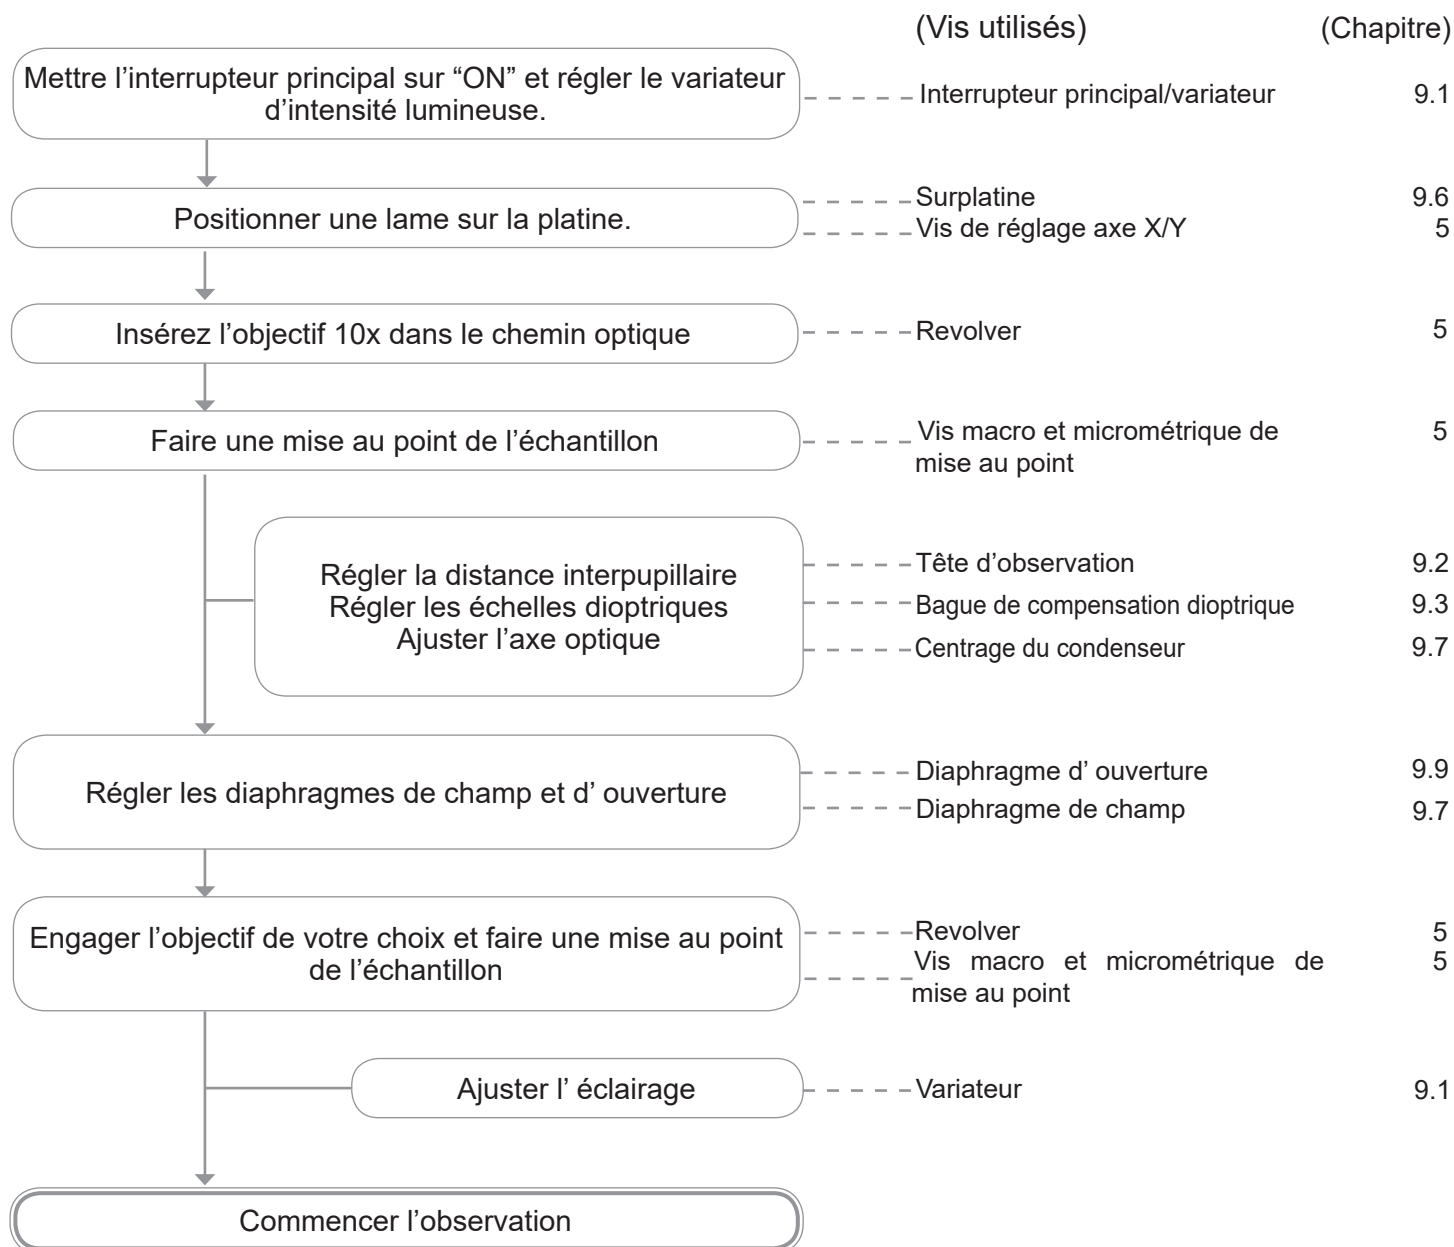 (Vis utilisés) (Chapitre)
Mettre l’interrupteur principal sur “ON” et régler le variateur
d’intensité lumineuse.
Interrupteur principal/variateur 9.1
Positionner une lame sur la platine.
Surplatine 9.6
Vis de réglage axe X/Y 5
Insérez l’objectif 10x dans le chemin optique
Revolver 5
Faire une mise au point de l’échantillon
Vis macro et micrométrique de 5
mise au point
Régler la distance interpupillaire
Régler les échelles dioptriques
Ajuster l’axe optique
Tête d’observation 9.2
Bague de compensation dioptrique 9.3
Centrage du condenseur 9.7
Régler les diaphragmes de champ et d’ ouverture
Diaphragme d’ ouverture 9.9
Diaphragme de champ 9.7
Engager l’objectif de votre choix et faire une mise au point
de l’échantillon
Revolver 5
Vis macro et micrométrique de 5
mise au point
Ajuster l’ éclairage
Variateur 9.1
Commencer l’observation